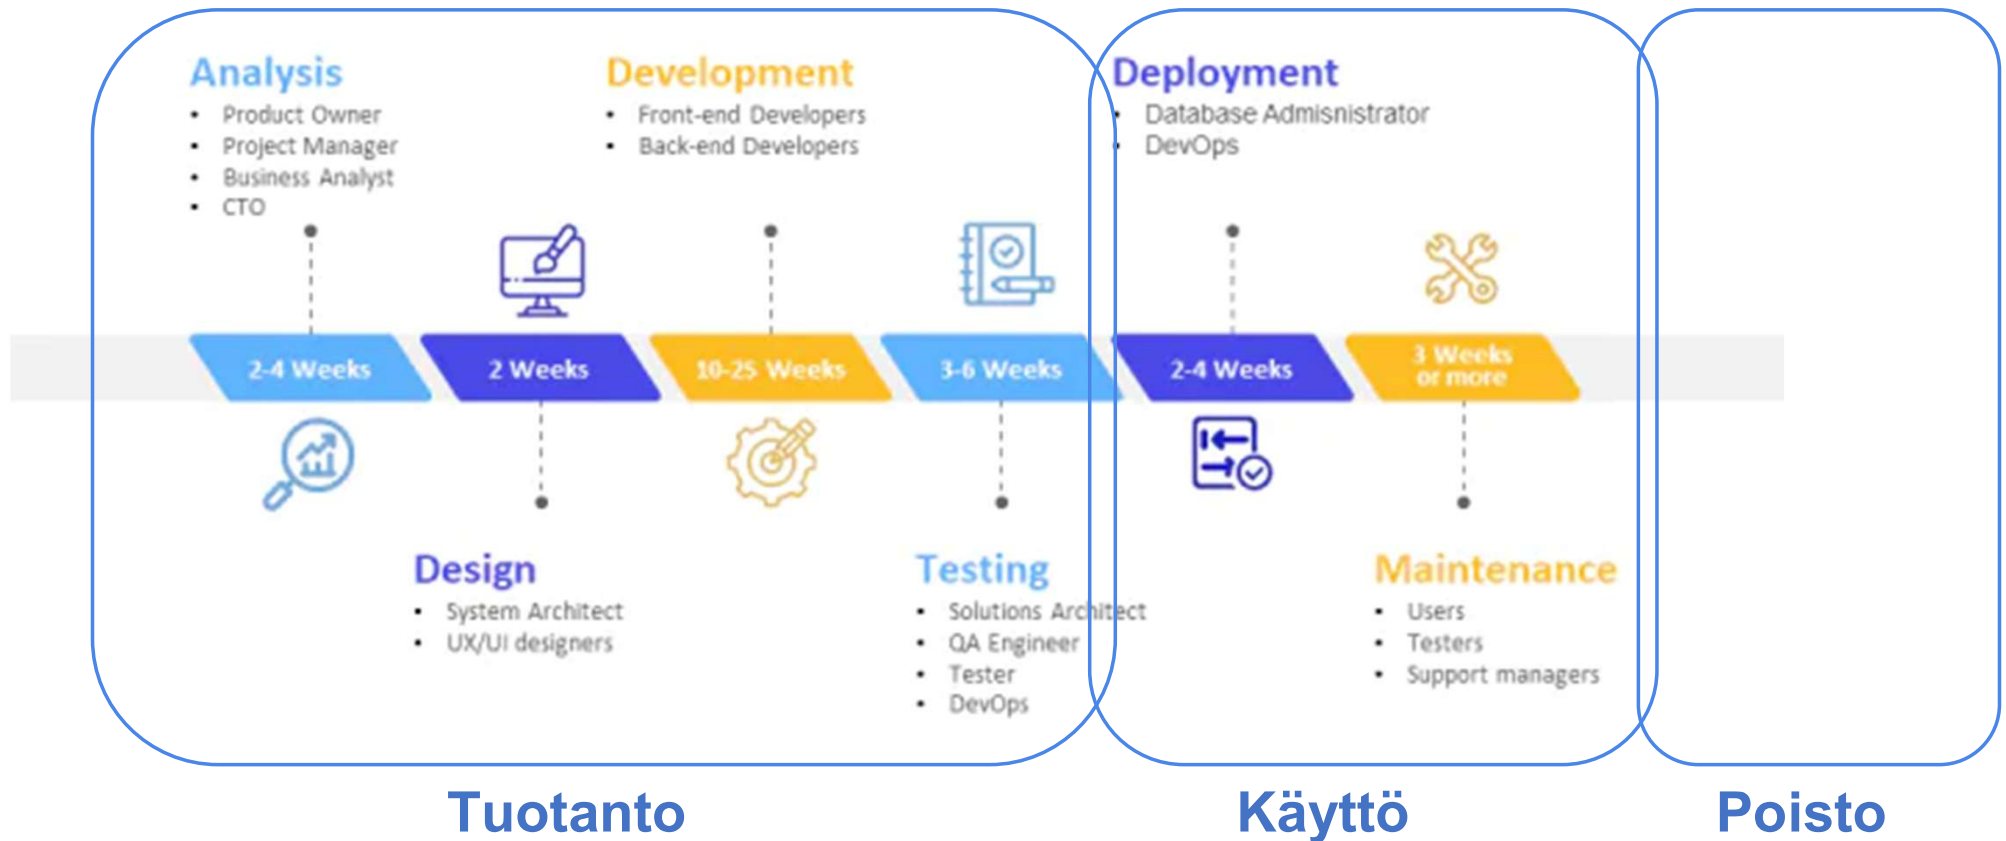 Analysis
• Product Owner
• Project Manager
• Business Analyst
• CTO
Development
• Front-end Developers
• Back-end Developers
Deployment
• Database Admisnistrator
• DevOps
2-4 Weeks
2 Weeks
10-25 Weeks
3-6 Weeks
2-4 Weeks
3 Weeks
or more
Design
• System Architect
• UX/UI designers
Testing
• Solutions Architect
• QA Engineer
• Tester
• DevOps
Maintenance
• Users
• Testers
• Support managers
Tuotanto
Käyttö
Poisto